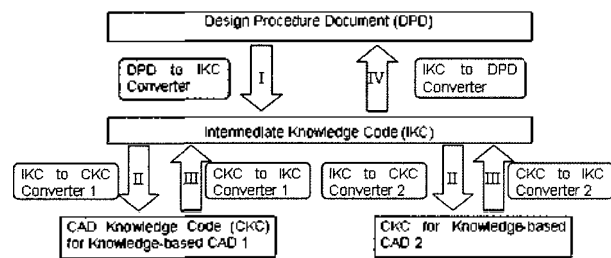 Design Procedure Document (DPD)
DPD to IKC
Converter
I
IV
IKC to DPD
Converter
Intermediate Knowledge Code (IKC)
IKC to CKC
Converter 1
II
III
CKC to IKC
Converter 1
IKC to CKC
Converter 2
II
III
CKC to IKC
Converter 2
CAD Knowledge Code (CKC)
for Knowledge-based CAD 1
CKC for Knowledge-based
CAD 2